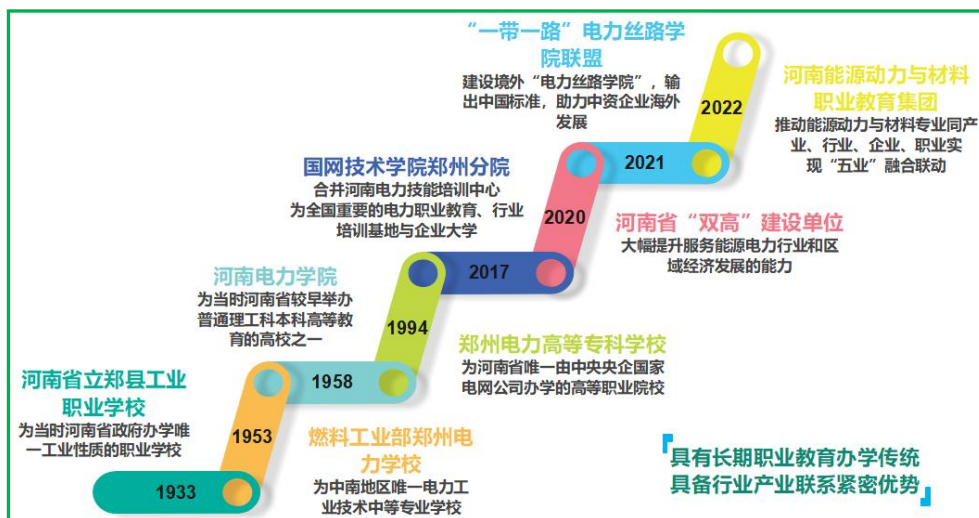 “一带一路”电力丝路学
院联盟
建设境外“电力丝路学院”，输
出中国标准，助力中资企业海外
发展
2022
河南能源动力与材料
职业教育集团
推动能源动力与材料专业同产
业、行业、企业、职业实
现“五业”融合联动
国网技术学院郑州分院
合并河南电力技能培训中心
为全国重要的电力职业教育、行业
培训基地与企业大学
2021
2020
河南省“双高”建设单位
大幅提升服务能源电力行业和区
域经济发展的能力
河南电力学院
为当时河南省较早举办
普通理工科本科高等教
育的高校之一
2017
1994
郑州电力高等专科学校
为河南省唯一由中央央企国家
电网公司办学的高等职业院校
河南省立郑县工业
职业学校
为当时河南省政府办学唯
一工业性质的职业学校
1958
1953
燃料工业部郑州电
力学校
为中南地区唯一电力工
业技术中等专业学校
1933
具有长期职业教育办学传统
具备行业产业联系紧密优势